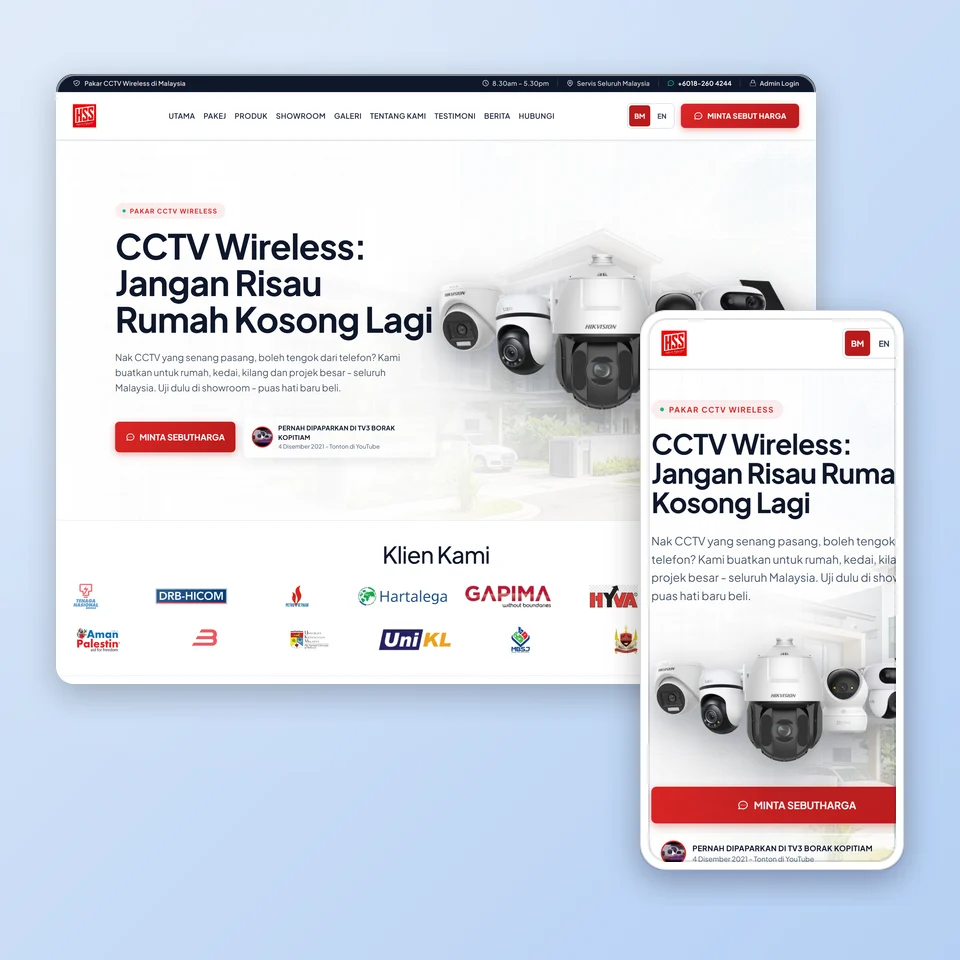 Pakar CCTV Wireless di Malaysia
8.30am – 5.30pm
Servis Seluruh Malaysia
+6018-260 4244
Admin Login
HSS
UTAMA PAKEJ PRODUK SHOWROOM GALERI TENTANG KAMI TESTIMONI BERITA HUBUNGI
BM EN
MINTA SEBUT HARGA
PAKAR CCTV WIRELESS
CCTV Wireless:
Jangan Risau
Rumah Kosong Lagi
Nak CCTV yang senang pasang, boleh tengok dari telefon? Kami
buatkan untuk rumah, kedai, kilang dan projek besar - seluruh
Malaysia. Uji dulu di showroom - puas hati baru beli.
MINTA SEBUTHARGA
PERNAH DIPAPARKAN DI TV3 BORAK
KOPITIAM
4 Disember 2021 - Tonton di YouTube
HIKVISION
HIKVISION
Klien Kami
TENAGA
NASIONAL
DRB-HICOM
Hartalega
GAPIMA
without boundaries
HYVA
Aman
Palestin
aid for freedom
UniKL
MBSJ
HSS
BM EN
PAKAR CCTV WIRELESS
CCTV Wireless:
Jangan Risau Ruma
Kosong Lagi
Nak CCTV yang senang pasang, boleh tengok
telefon? Kami buatkan untuk rumah, kedai, kila
projek besar - seluruh Malaysia. Uji dulu di show
puas hati baru beli.
HIKVISION
HIKVISION
MINTA SEBUTHARGA
PERNAH DIPAPARKAN DI TV3 BORAK KOPITIAM
4 Disember 2021 - Tonton di YouTube